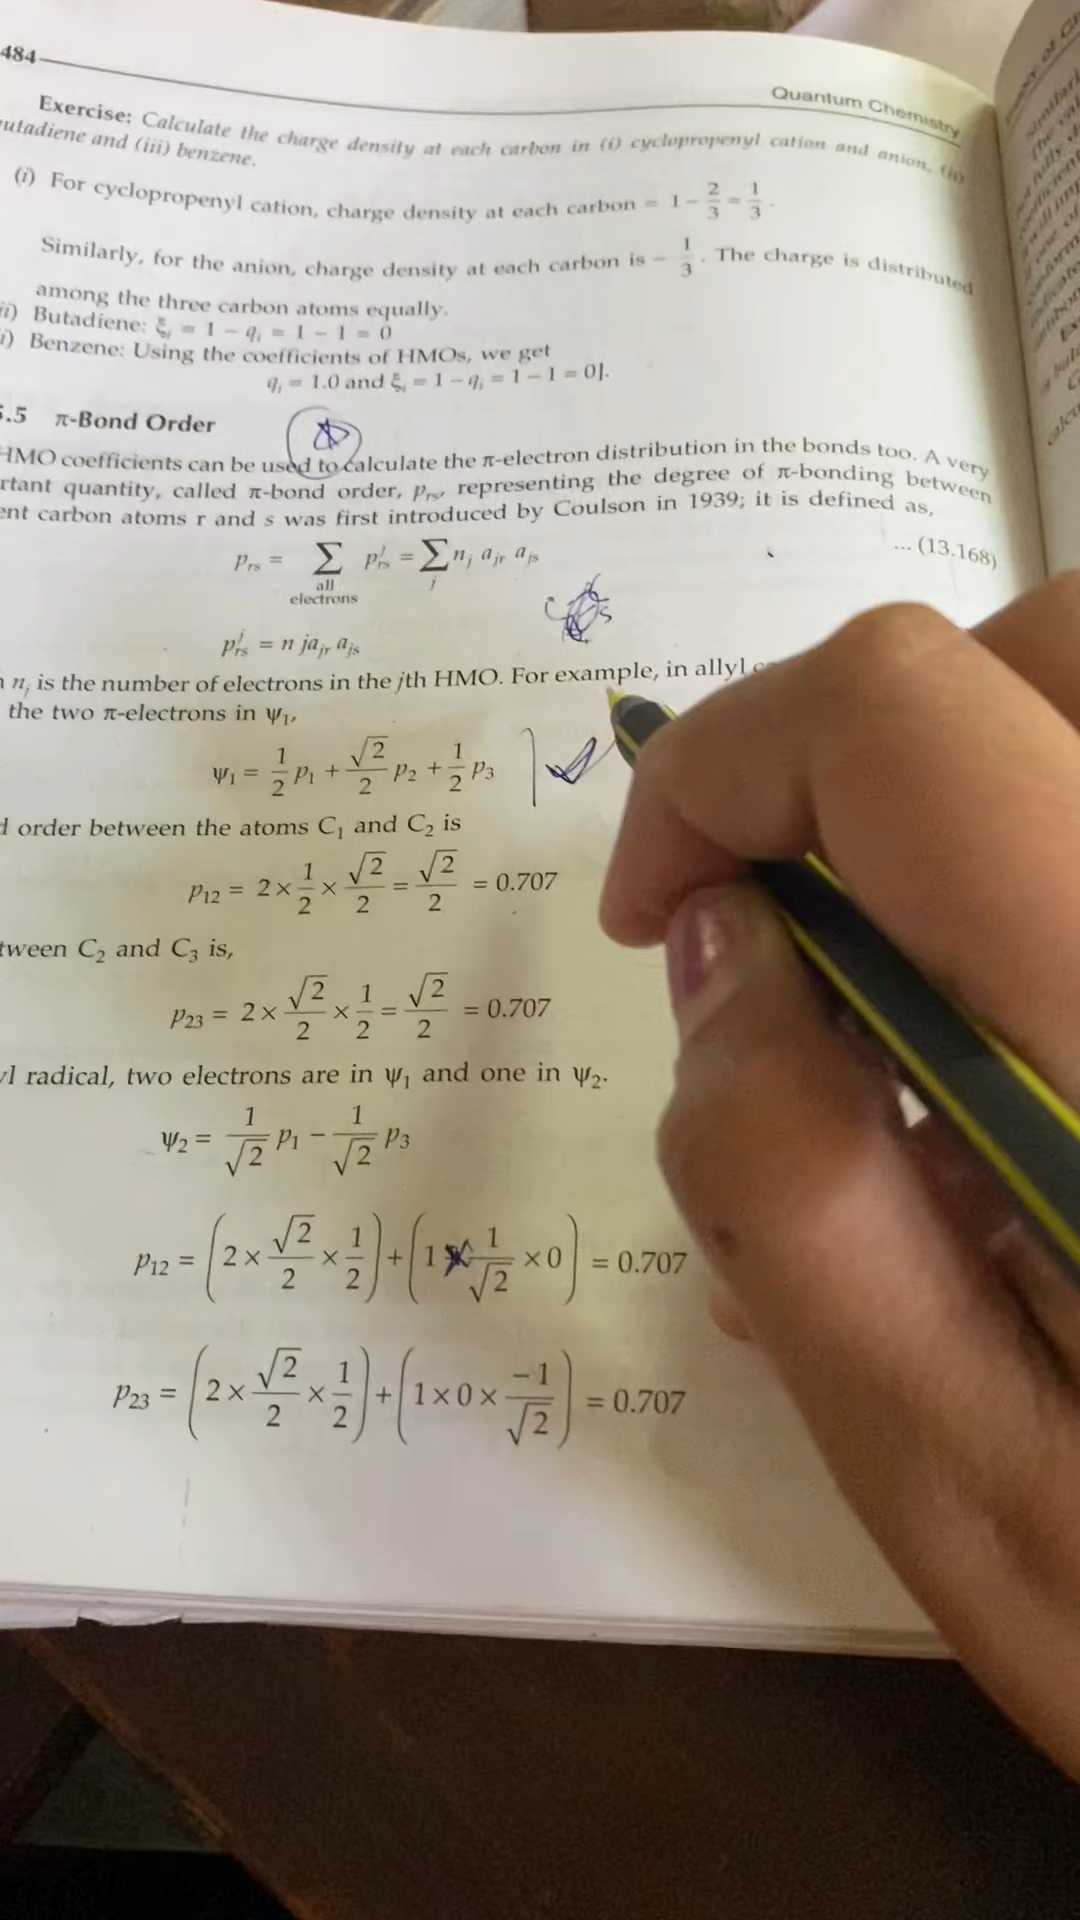 484
Quantum Chemistry
Exercise: Calculate the charge density at each carbon in (i) cyclopropenyl cation and anion, (ii)
utadiene and (iii) benzene.
(i) For cyclopropenyl cation, charge density at each carbon = 1 − 2/3 = 1/3 .
Similarly, for the anion, charge density at each carbon is − 1/3 . The charge is distributed
among the three carbon atoms equally.
ii) Butadiene: ξᵢ = 1 − qᵢ = 1 − 1 = 0
i) Benzene: Using the coefficients of HMOs, we get
qᵢ = 1.0 and ξᵢ = 1 − qᵢ = 1 − 1 = 0].
5.5 π-Bond Order
HMO coefficients can be used to calculate the π-electron distribution in the bonds too. A very
rtant quantity, called π-bond order, p_rs, representing the degree of π-bonding between
ent carbon atoms r and s was first introduced by Coulson in 1939; it is defined as,
p_rs = Σ p^j_rs = Σ n_j a_jr a_js ... (13.168)
all electrons j
p^j_rs = n ja_jr a_js
n_j is the number of electrons in the jth HMO. For example, in allyl c
the two π-electrons in ψ₁,
ψ₁ = 1/2 p₁ + √2/2 p₂ + 1/2 p₃
d order between the atoms C₁ and C₂ is
p₁₂ = 2 × 1/2 × √2/2 = √2/2 = 0.707
tween C₂ and C₃ is,
p₂₃ = 2 × √2/2 × 1/2 = √2/2 = 0.707
yl radical, two electrons are in ψ₁ and one in ψ₂.
ψ₂ = 1/√2 p₁ − 1/√2 p₃
p₁₂ = (2 × √2/2 × 1/2) + (1 × 1/√2 × 0) = 0.707
p₂₃ = (2 × √2/2 × 1/2) + (1 × 0 × −1/√2) = 0.707